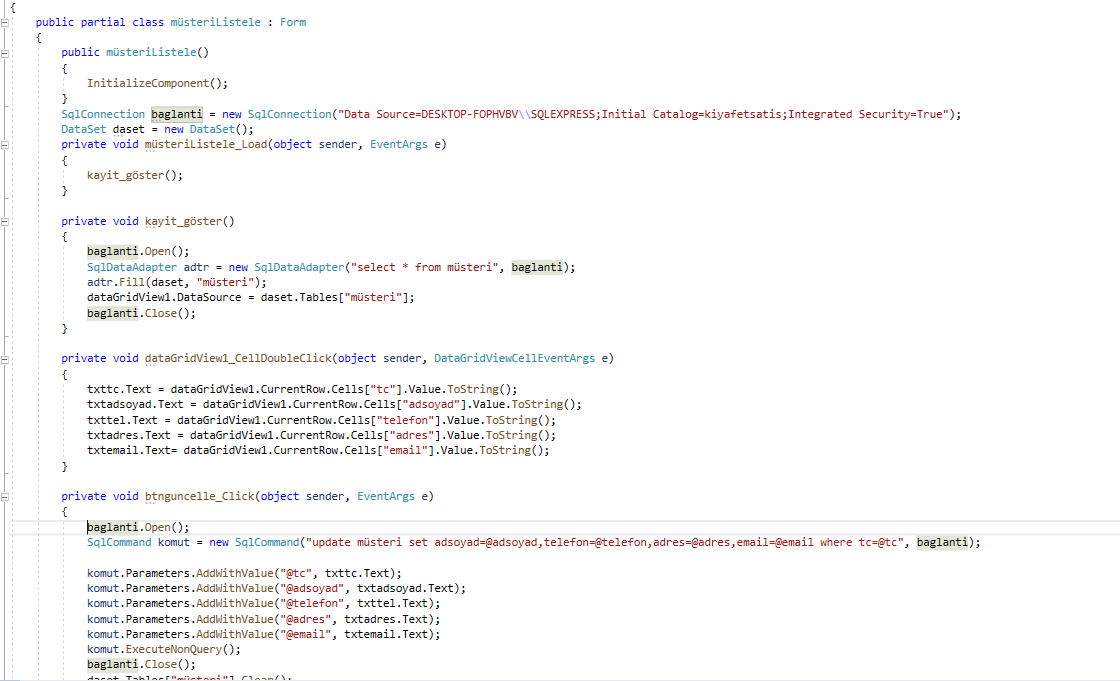 {
public partial class müsteriListele : Form
{
public müsteriListele()
{
InitializeComponent();
}
SqlConnection baglanti = new SqlConnection("Data Source=DESKTOP-FOPHVBV\\SQLEXPRESS;Initial Catalog=kiyafetsatis;Integrated Security=True");
DataSet daset = new DataSet();
private void müsteriListele_Load(object sender, EventArgs e)
{
kayit_göster();
}
private void kayit_göster()
{
baglanti.Open();
SqlDataAdapter adtr = new SqlDataAdapter("select * from müsteri", baglanti);
adtr.Fill(daset, "müsteri");
dataGridView1.DataSource = daset.Tables["müsteri"];
baglanti.Close();
}
private void dataGridView1_CellDoubleClick(object sender, DataGridViewCellEventArgs e)
{
txttc.Text = dataGridView1.CurrentRow.Cells["tc"].Value.ToString();
txtadsoyad.Text = dataGridView1.CurrentRow.Cells["adsoyad"].Value.ToString();
txttel.Text = dataGridView1.CurrentRow.Cells["telefon"].Value.ToString();
txtadres.Text = dataGridView1.CurrentRow.Cells["adres"].Value.ToString();
txtemail.Text= dataGridView1.CurrentRow.Cells["email"].Value.ToString();
}
private void btnguncelle_Click(object sender, EventArgs e)
{
baglanti.Open();
SqlCommand komut = new SqlCommand("update müsteri set adsoyad=@adsoyad,telefon=@telefon,adres=@adres,email=@email where tc=@tc", baglanti);
komut.Parameters.AddWithValue("@tc", txttc.Text);
komut.Parameters.AddWithValue("@adsoyad", txtadsoyad.Text);
komut.Parameters.AddWithValue("@telefon", txttel.Text);
komut.Parameters.AddWithValue("@adres", txtadres.Text);
komut.Parameters.AddWithValue("@email", txtemail.Text);
komut.ExecuteNonQuery();
baglanti.Close();
daset.Tables["müsteri"].Clear();